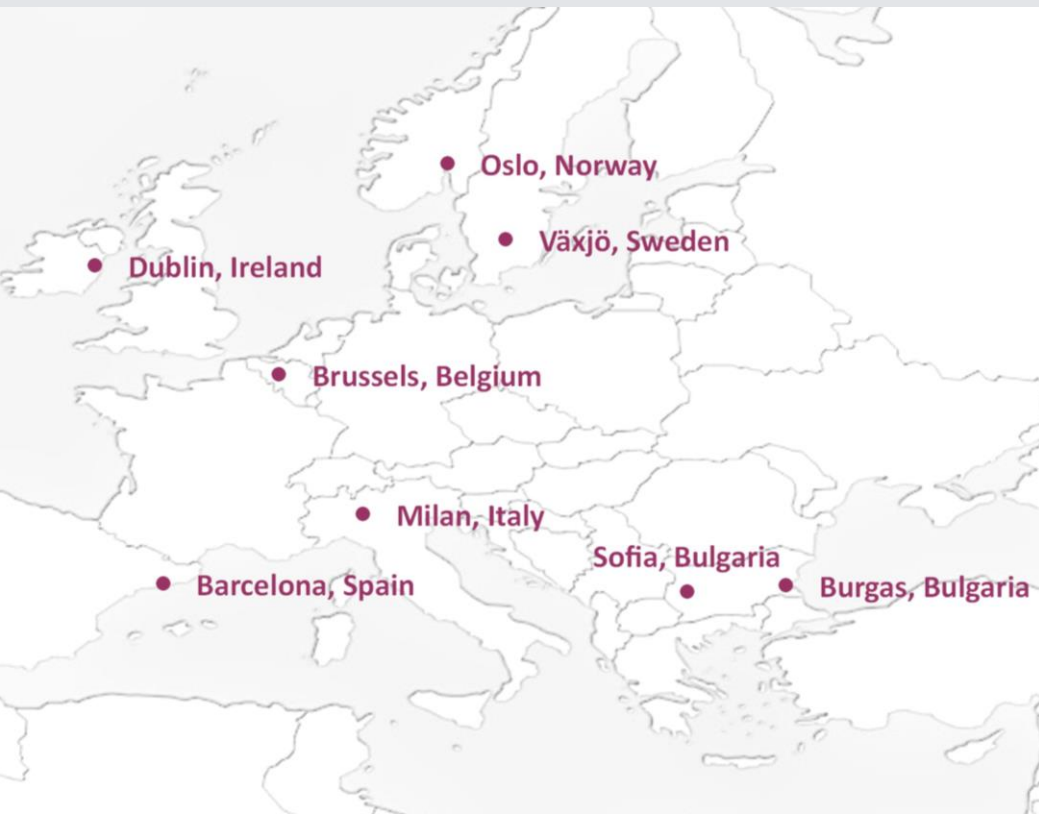 Oslo, Norway
Växjö, Sweden
Dublin, Ireland
Brussels, Belgium
Milan, Italy
Sofia, Bulgaria
Barcelona, Spain
Burgas, Bulgaria